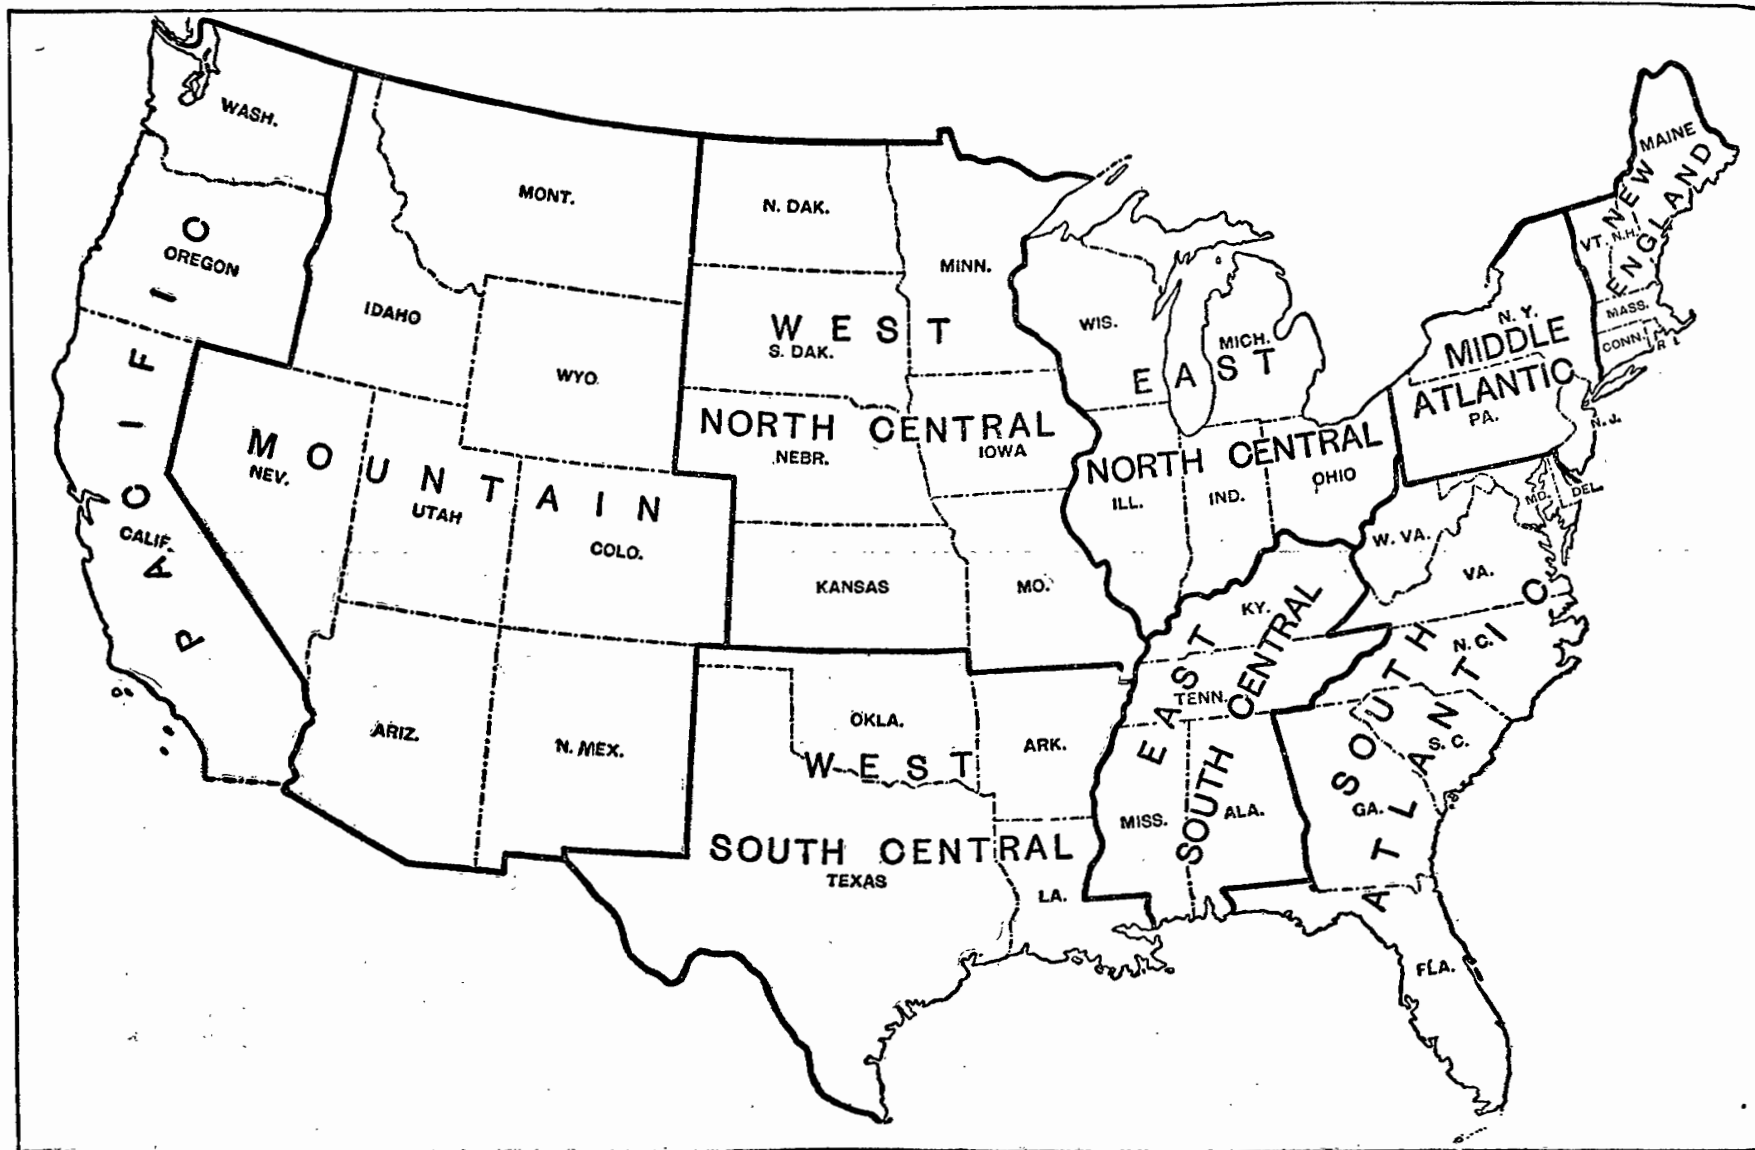 WASH.
OREGON
CALIF.
PACIFIC
MONT.
IDAHO
WYO.
NEV.
UTAH
COLO.
ARIZ.
N. MEX.
MOUNTAIN
N. DAK.
MINN.
WEST
S. DAK.
NORTH CENTRAL
NEBR.
IOWA
KANSAS
MO.
WIS.
MICH.
EAST
NORTH CENTRAL
ILL.
IND.
OHIO
OKLA.
ARK.
WEST
SOUTH CENTRAL
TEXAS
LA.
KY.
TENN.
MISS.
ALA.
EAST
SOUTH CENTRAL
W. VA.
VA.
MD.
DEL.
N. C.
S. C.
GA.
FLA.
SOUTH
ATLANTIC
N. Y.
MIDDLE
ATLANTIC
PA.
N. J.
MAINE
NEW
ENGLAND
VT.
N.H.
MASS.
CONN.
R I.